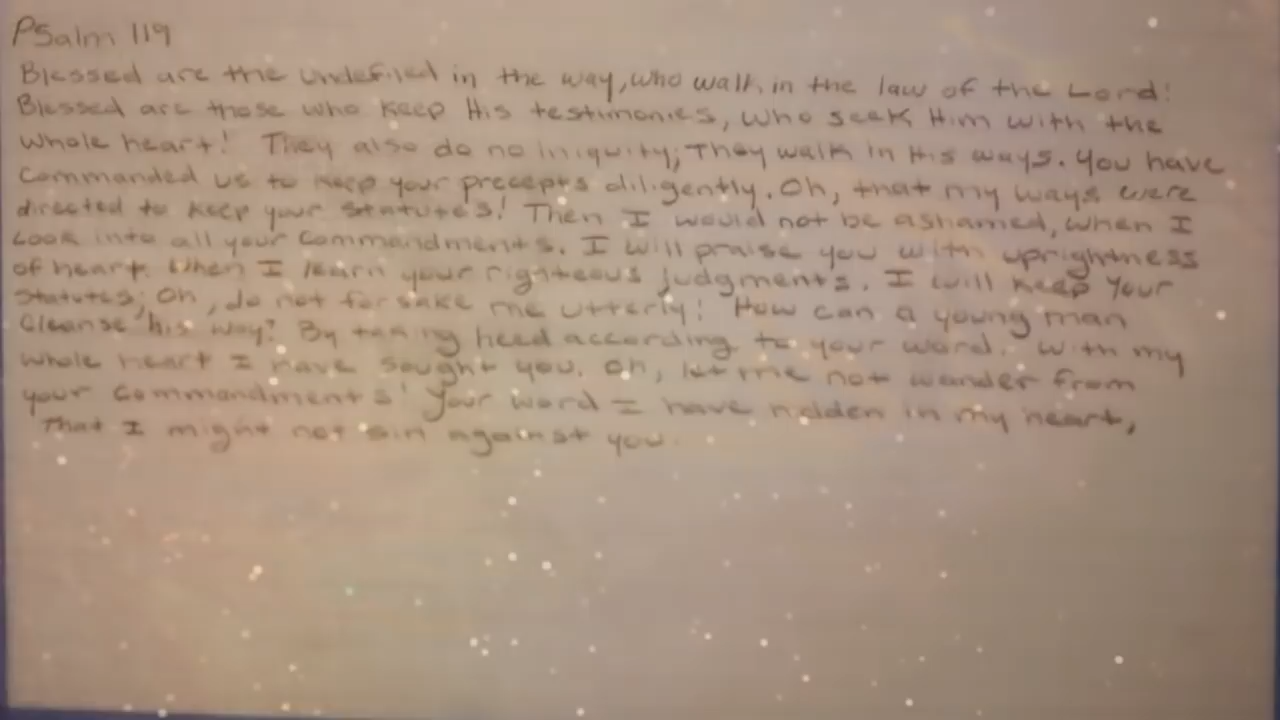 Psalm 119
Blessed are the undefiled in the way, who walk in the law of the Lord!
Blessed are those who keep His testimonies, who seek Him with the
whole heart! They also do no iniquity; They walk in His ways. You have
Commanded us to keep your precepts diligently. Oh, that my ways were
directed to keep your statutes! Then I would not be ashamed, when I
Look into all your Commandments. I will praise you with uprightness
of heart, When I learn your righteous judgments. I will keep Your
Statutes; Oh, do not forsake me utterly! How can a young man
Cleanse his way? By taking heed according to your word. With my
whole heart I have sought you. Oh, let me not wander from
your Commandments! Your word I have hidden in my heart,
That I might not sin against you.